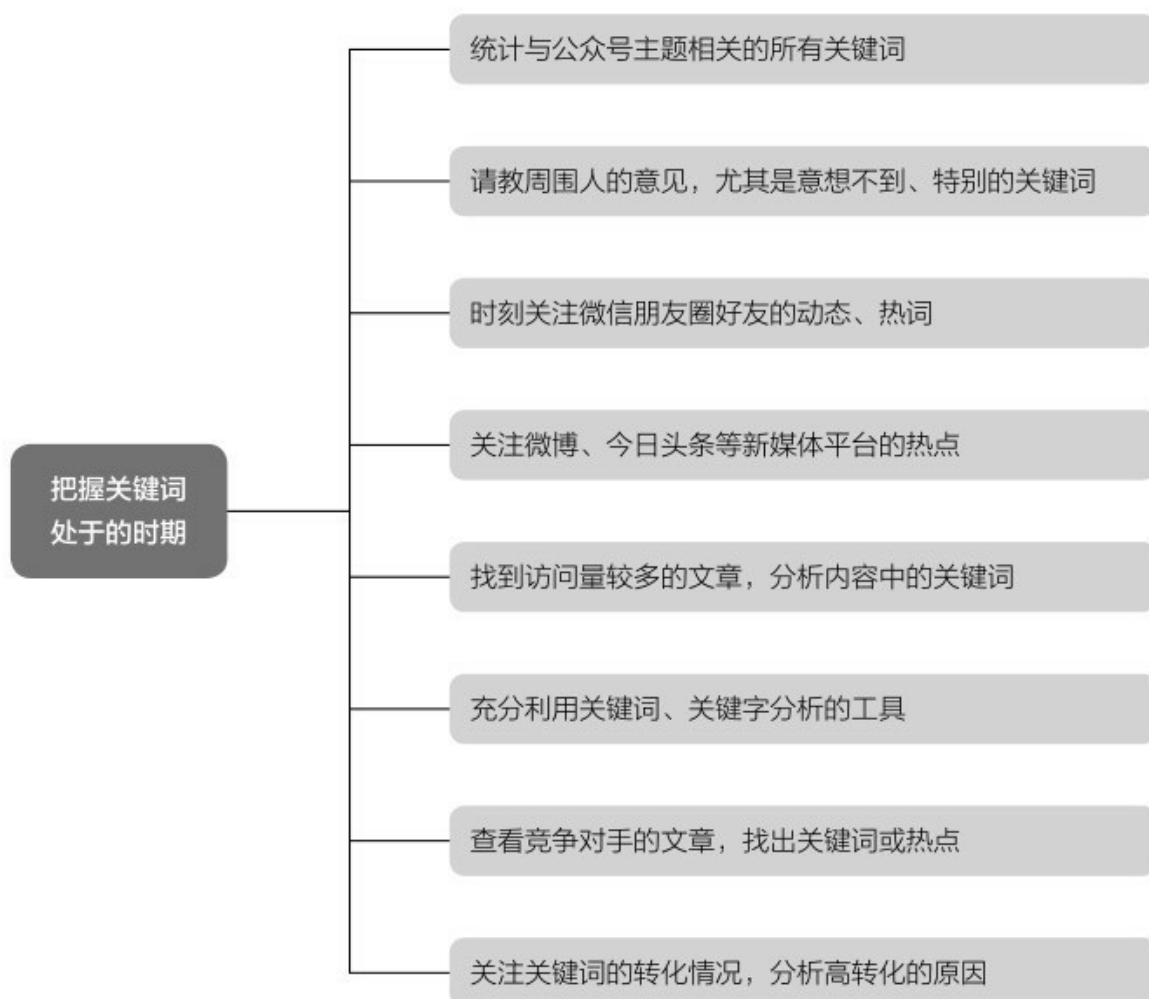 统计与公众号主题相关的所有关键词
请教周围人的意见，尤其是意想不到、特别的关键词
时刻关注微信朋友圈好友的动态、热词
关注微博、今日头条等新媒体平台的热点
把握关键词
处于的时期
找到访问量较多的文章，分析内容中的关键词
充分利用关键词、关键字分析的工具
查看竞争对手的文章，找出关键词或热点
关注关键词的转化情况，分析高转化的原因